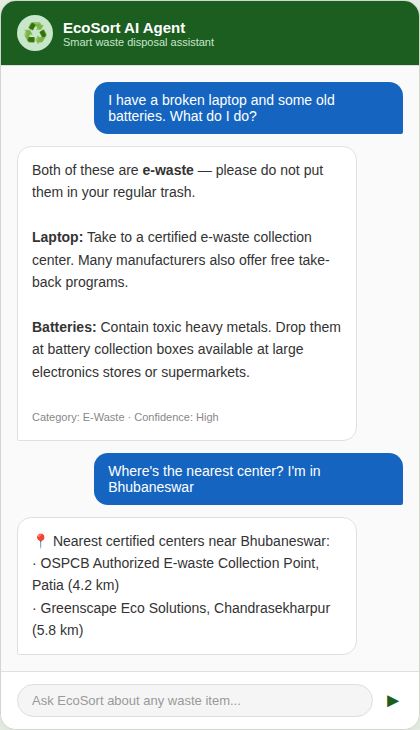 EcoSort AI Agent
Smart waste disposal assistant
I have a broken laptop and some old
batteries. What do I do?
Both of these are e-waste — please do not put
them in your regular trash.
Laptop: Take to a certified e-waste collection
center. Many manufacturers also offer free take-
back programs.
Batteries: Contain toxic heavy metals. Drop them
at battery collection boxes available at large
electronics stores or supermarkets.
Category: E-Waste · Confidence: High
Where's the nearest center? I'm in
Bhubaneswar
📍 Nearest certified centers near Bhubaneswar:
· OSPCB Authorized E-waste Collection Point,
Patia (4.2 km)
· Greenscape Eco Solutions, Chandrasekharpur
(5.8 km)
Ask EcoSort about any waste item...